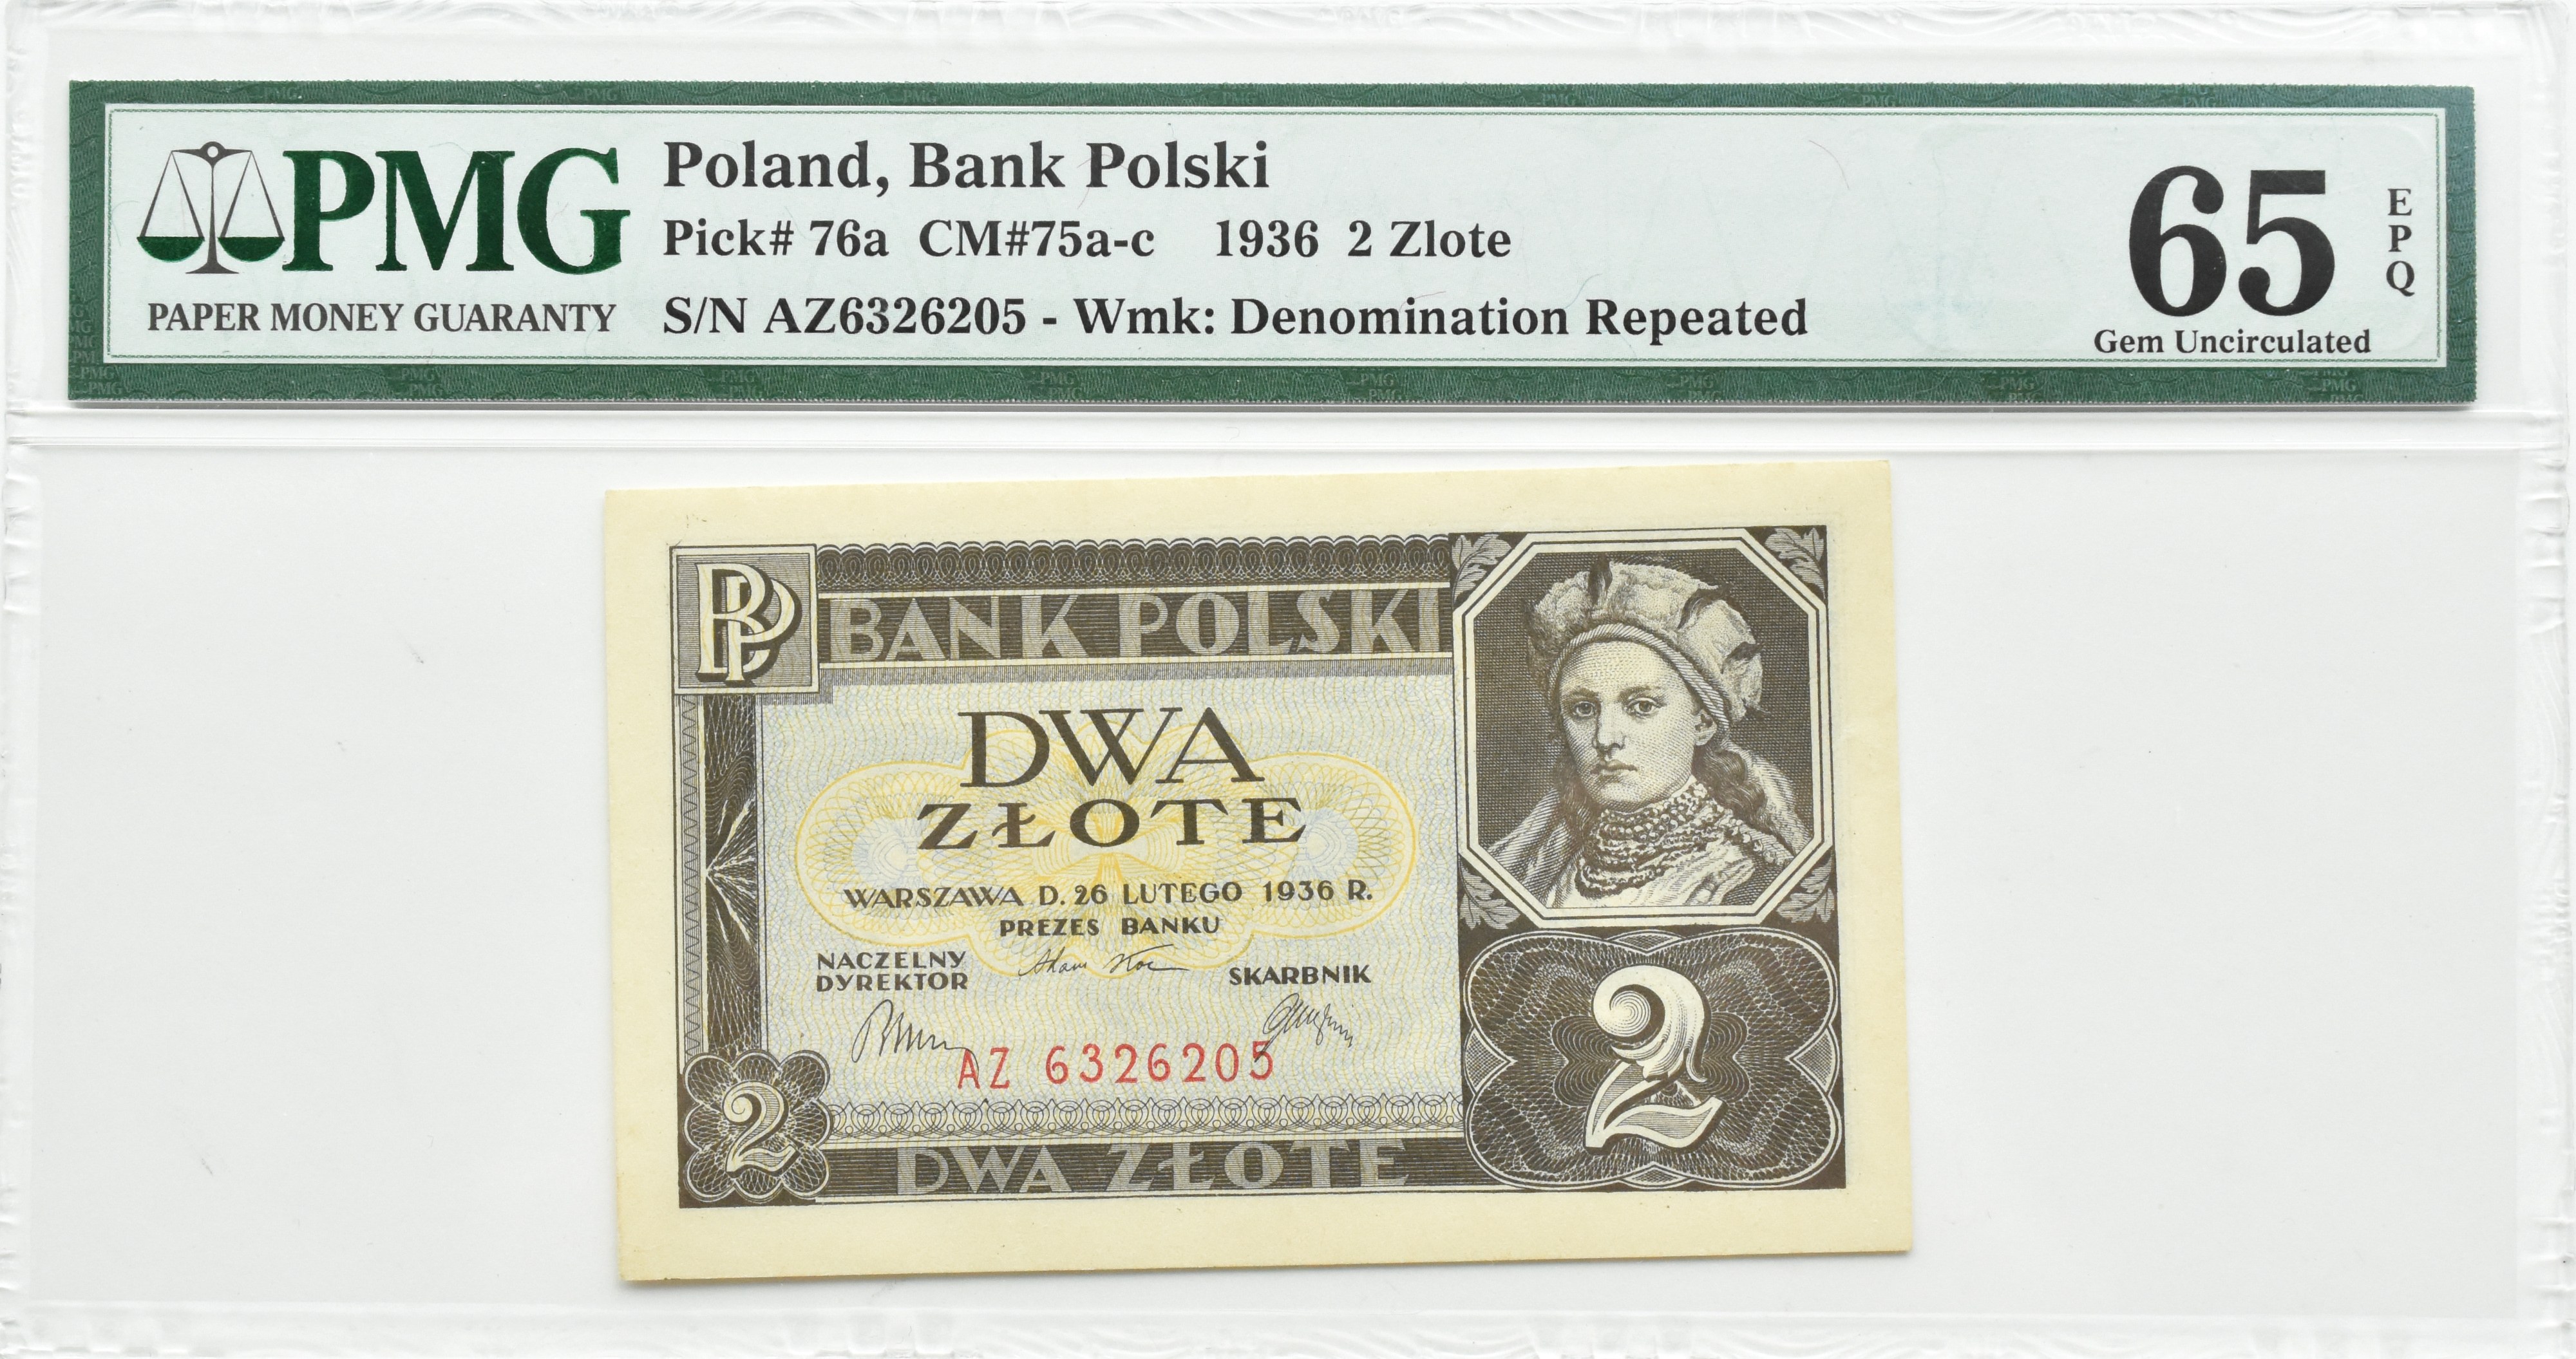 PMG
PAPER MONEY GUARANTY
Poland, Bank Polski
Pick# 76a CM#75a-c 1936 2 Zlote
S/N AZ6326205 - Wmk: Denomination Repeated
65
EPQ
Gem Uncirculated
BP
BANK POLSKI
DWA
ZŁOTE
WARSZAWA D. 26 LUTEGO 1936 R.
PREZES BANKU
NACZELNY
DYREKTOR
Adam Koc
SKARBNIK
AZ 6326205
2
2
DWA ZŁOTE